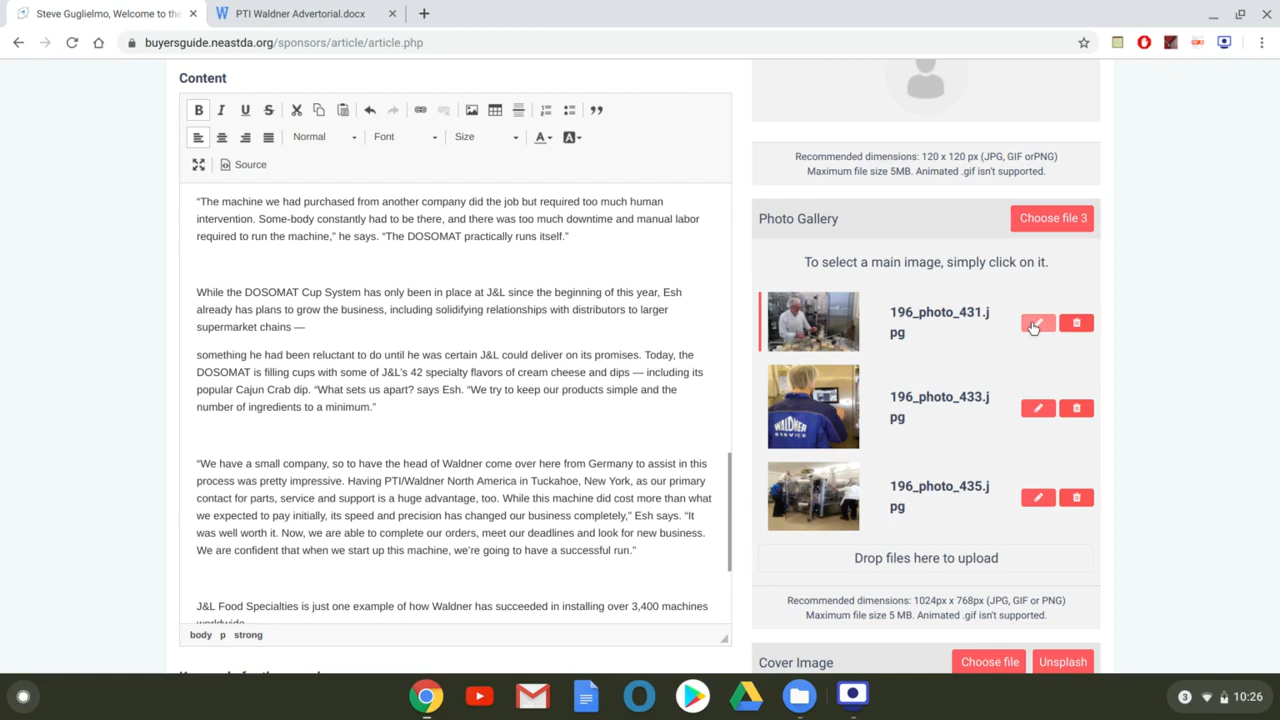 Steve Guglielmo, Welcome to the
PTI Waldner Advertorial.docx
buyersguide.neastda.org/sponsors/article/article.php
Content
Normal
Font
Size
Source
“The machine we had purchased from another company did the job but required too much human
intervention. Some-body constantly had to be there, and there was too much downtime and manual labor
required to run the machine,” he says. “The DOSOMAT practically runs itself.”
While the DOSOMAT Cup System has only been in place at J&L since the beginning of this year, Esh
already has plans to grow the business, including solidifying relationships with distributors to larger
supermarket chains —
something he had been reluctant to do until he was certain J&L could deliver on its promises. Today, the
DOSOMAT is filling cups with some of J&L’s 42 specialty flavors of cream cheese and dips — including its
popular Cajun Crab dip. “What sets us apart? says Esh. “We try to keep our products simple and the
number of ingredients to a minimum.”
“We have a small company, so to have the head of Waldner come over here from Germany to assist in this
process was pretty impressive. Having PTI/Waldner North America in Tuckahoe, New York, as our primary
contact for parts, service and support is a huge advantage, too. While this machine did cost more than what
we expected to pay initially, its speed and precision has changed our business completely,” Esh says. “It
was well worth it. Now, we are able to complete our orders, meet our deadlines and look for new business.
We are confident that when we start up this machine, we’re going to have a successful run.”
J&L Food Specialties is just one example of how Waldner has succeeded in installing over 3,400 machines
worldwide
body p strong
Recommended dimensions: 120 x 120 px (JPG, GIF orPNG)
Maximum file size 5MB. Animated .gif isn't supported.
Photo Gallery
Choose file 3
To select a main image, simply click on it.
196_photo_431.j
pg
196_photo_433.j
pg
WALDNER
SERVICE
196_photo_435.j
pg
Drop files here to upload
Recommended dimensions: 1024px x 768px (JPG, GIF or PNG)
Maximum file size 5 MB. Animated .gif isn't supported.
Cover Image
Choose file
Unsplash
3
10:26